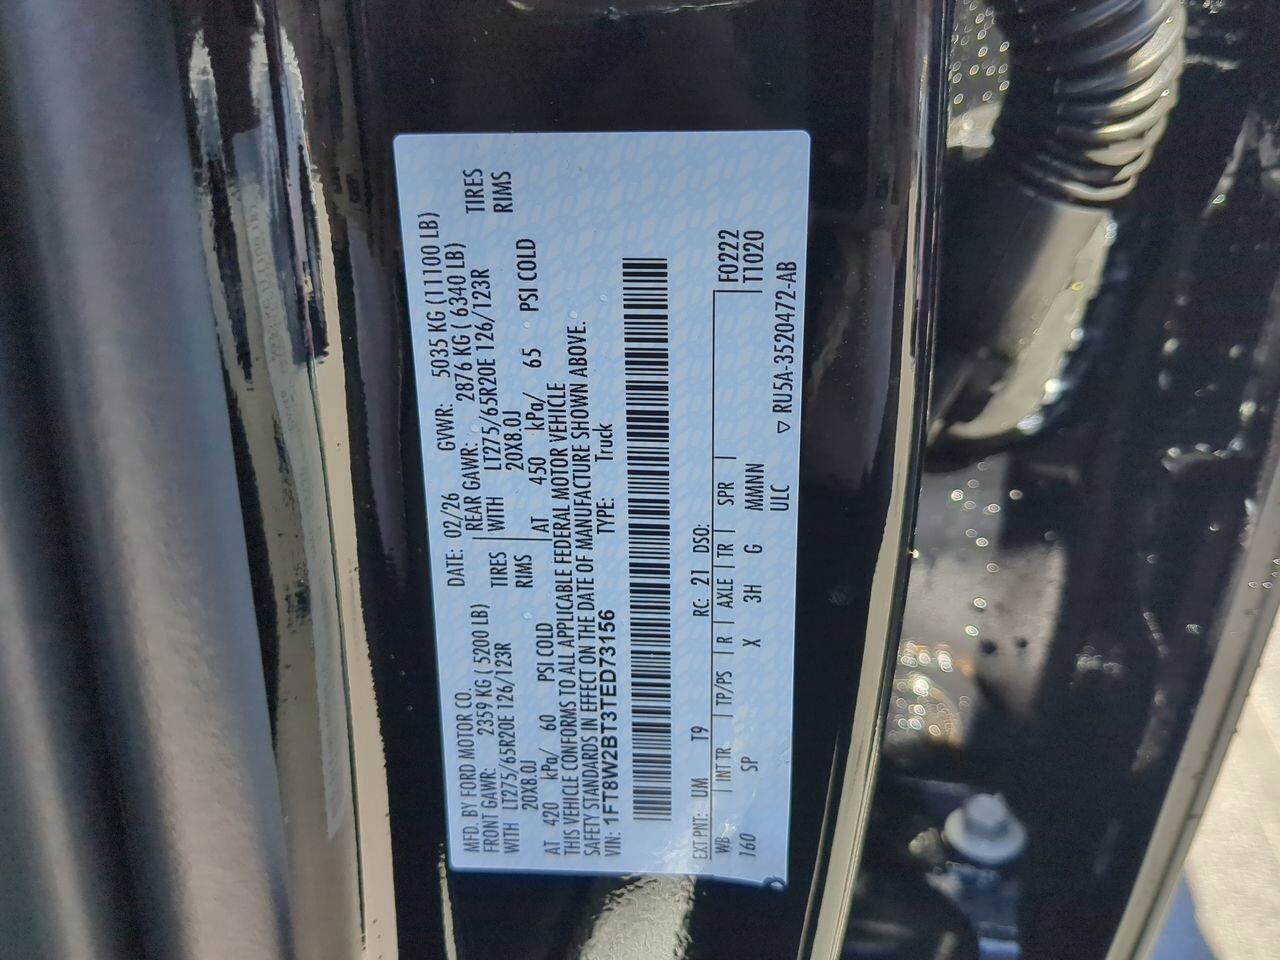 MFD. BY FORD MOTOR CO. DATE: 02/26 GVWR: 5035 KG (11100 LB)
FRONT GAWR: 2359 KG ( 5200 LB) REAR GAWR: 2876 KG ( 6340 LB)
WITH LT275/65R20E 126/123R TIRES WITH LT275/65R20E 126/123R TIRES
20X8.0J RIMS 20X8.0J RIMS
AT 420 kPa/ 60 PSI COLD AT 450 kPa/ 65 PSI COLD
THIS VEHICLE CONFORMS TO ALL APPLICABLE FEDERAL MOTOR VEHICLE
SAFETY STANDARDS IN EFFECT ON THE DATE OF MANUFACTURE SHOWN ABOVE.
VIN: 1FT8W2BT3TED73156 TYPE: Truck
EXT PNT: UM T9 RC: 21 DSO: F0222
WB INT TR TP/PS R AXLE TR SPR T1020
160 SP X 3H G MMNN
ULC ▽ RU5A-3520472-AB